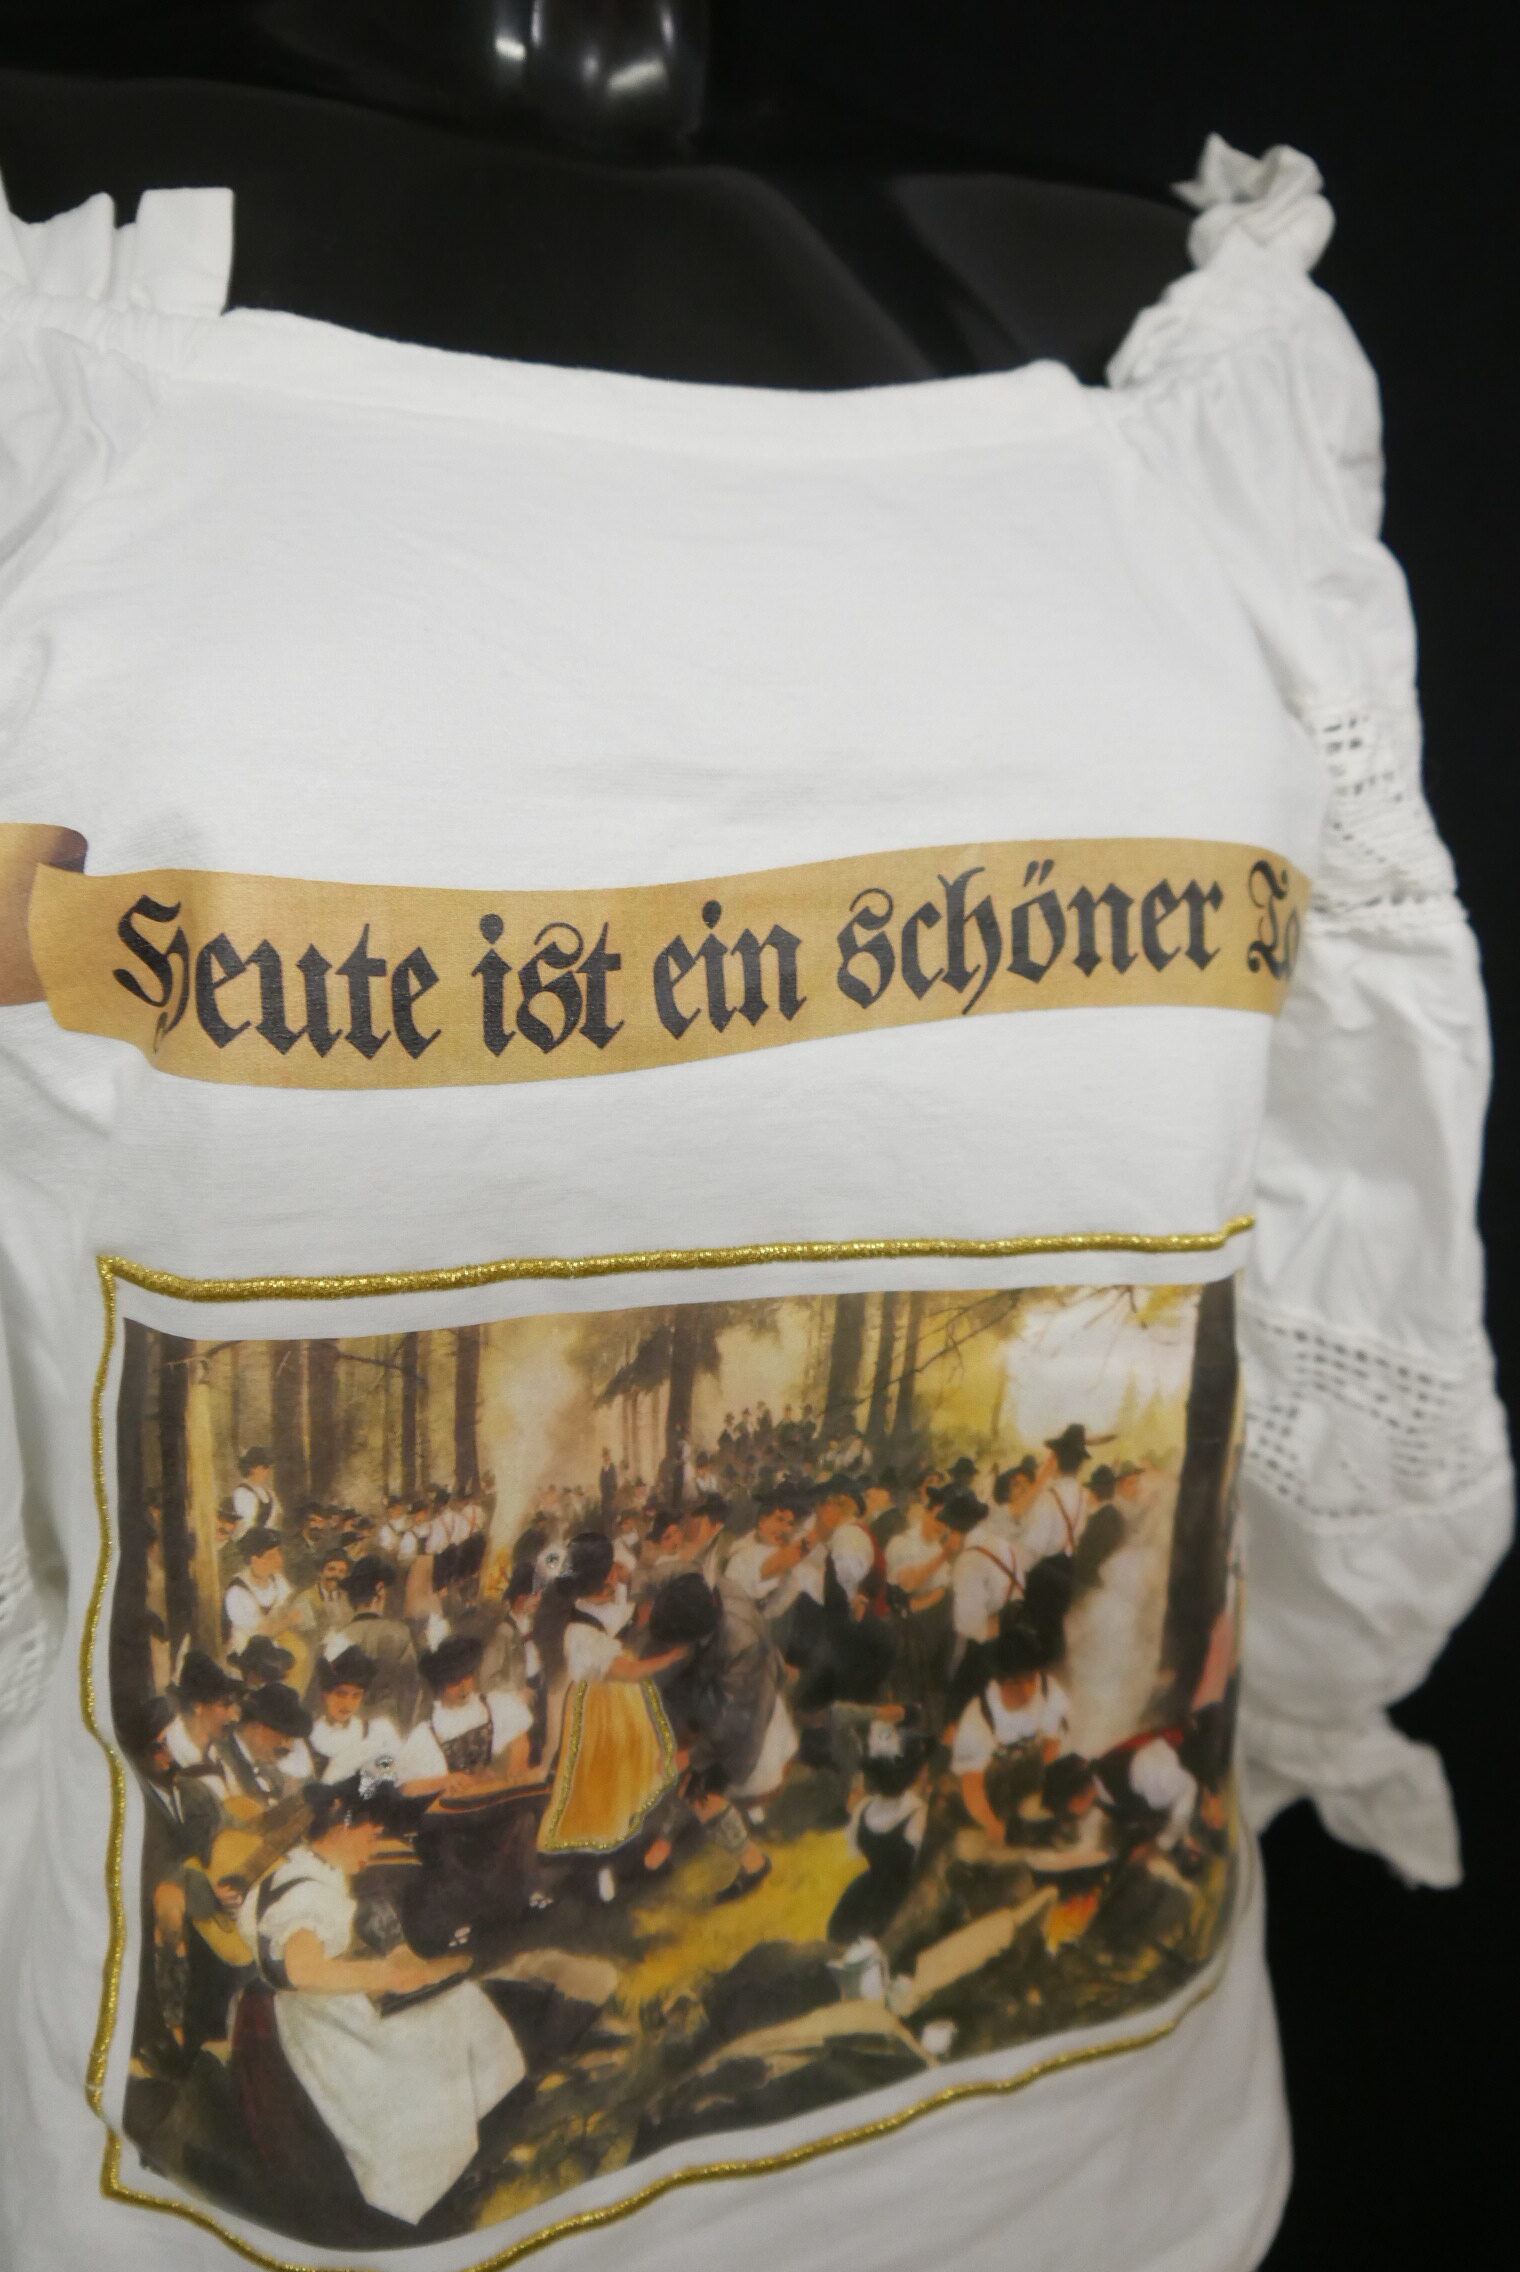 Heute ist ein schöner